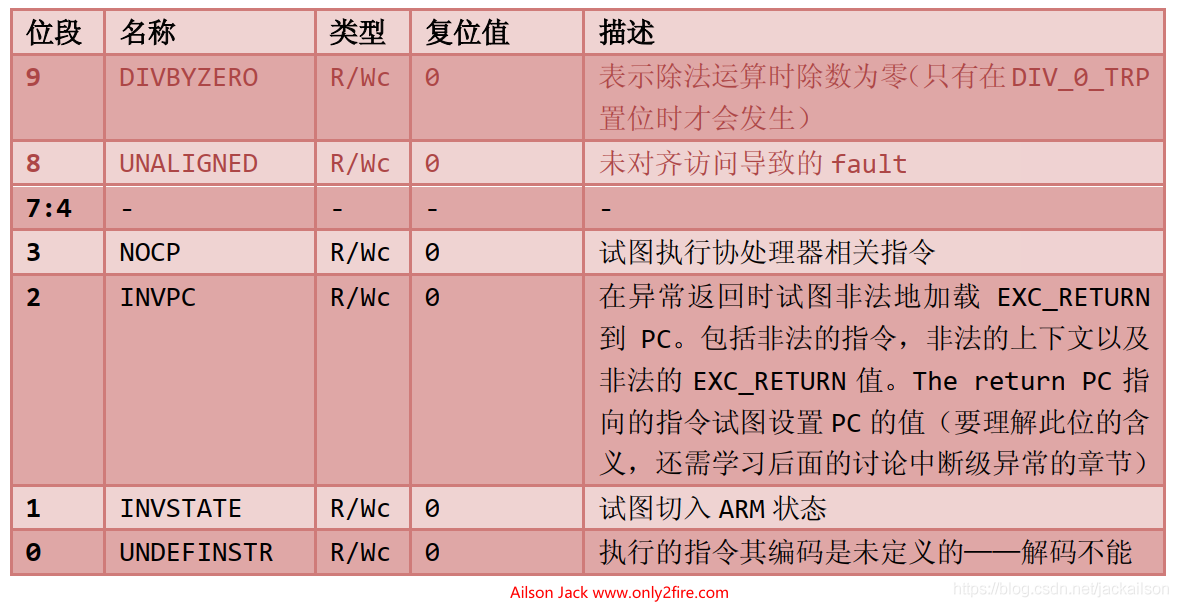 位段 名称 类型 复位值 描述
9 DIVBYZERO R/Wc 0 表示除法运算时除数为零(只有在 DIV_0_TRP
置位时才会发生)
8 UNALIGNED R/Wc 0 未对齐访问导致的 fault
7:4 - - - -
3 NOCP R/Wc 0 试图执行协处理器相关指令
2 INVPC R/Wc 0 在异常返回时试图非法地加载 EXC_RETURN
到 PC。包括非法的指令，非法的上下文以及
非法的 EXC_RETURN 值。The return PC 指
向的指令试图设置 PC 的值（要理解此位的含
义，还需学习后面的讨论中断级异常的章节）
1 INVSTATE R/Wc 0 试图切入 ARM 状态
0 UNDEFINSTR R/Wc 0 执行的指令其编码是未定义的——解码不能
Ailson Jack www.only2fire.com
https://blog.csdn.net/jackailson